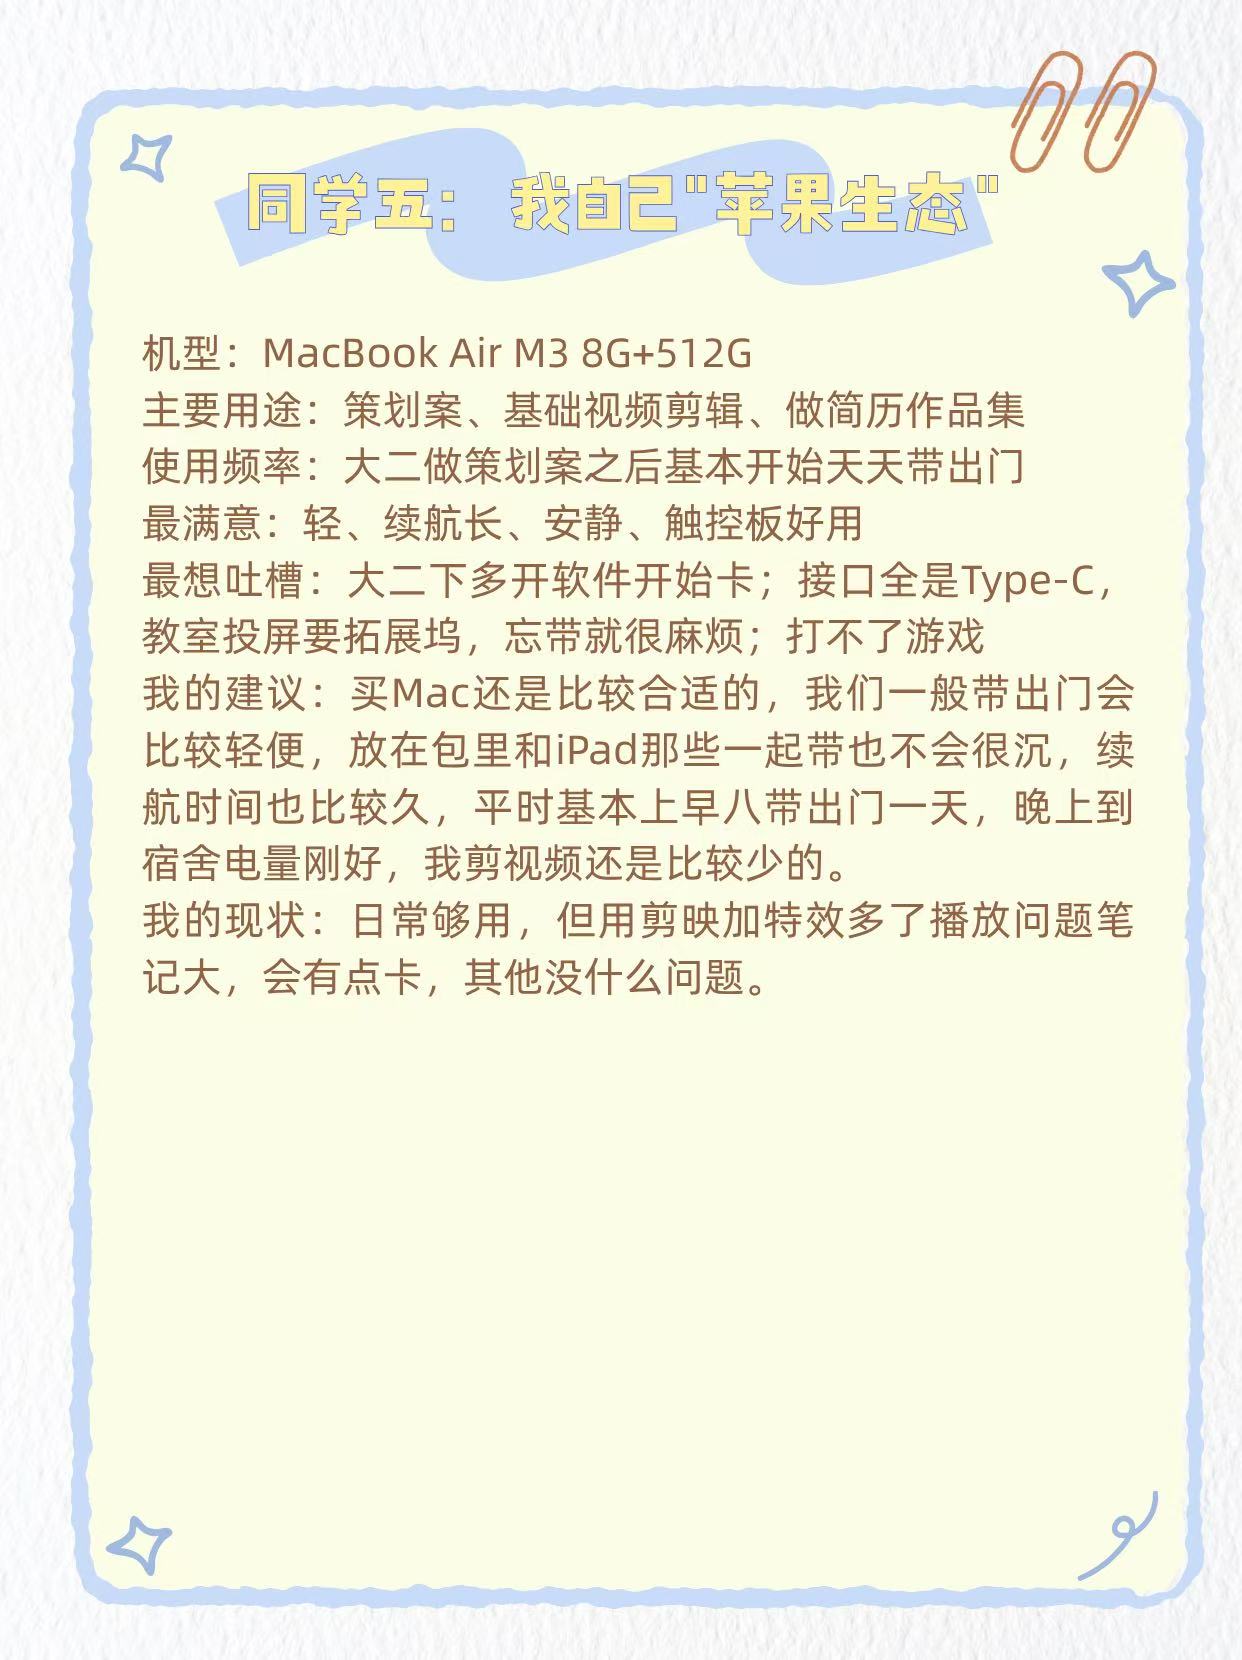 同学五： 我自己"苹果生态"
机型：MacBook Air M3 8G+512G
主要用途：策划案、基础视频剪辑、做简历作品集
使用频率：大二做策划案之后基本开始天天带出门
最满意：轻、续航长、安静、触控板好用
最想吐槽：大二下多开软件开始卡；接口全是Type-C，
教室投屏要拓展坞，忘带就很麻烦；打不了游戏
我的建议：买Mac还是比较合适的，我们一般带出门会
比较轻便，放在包里和iPad那些一起带也不会很沉，续
航时间也比较久，平时基本上早八带出门一天，晚上到
宿舍电量刚好，我剪视频还是比较少的。
我的现状：日常够用，但用剪映加特效多了播放问题笔
记大，会有点卡，其他没什么问题。